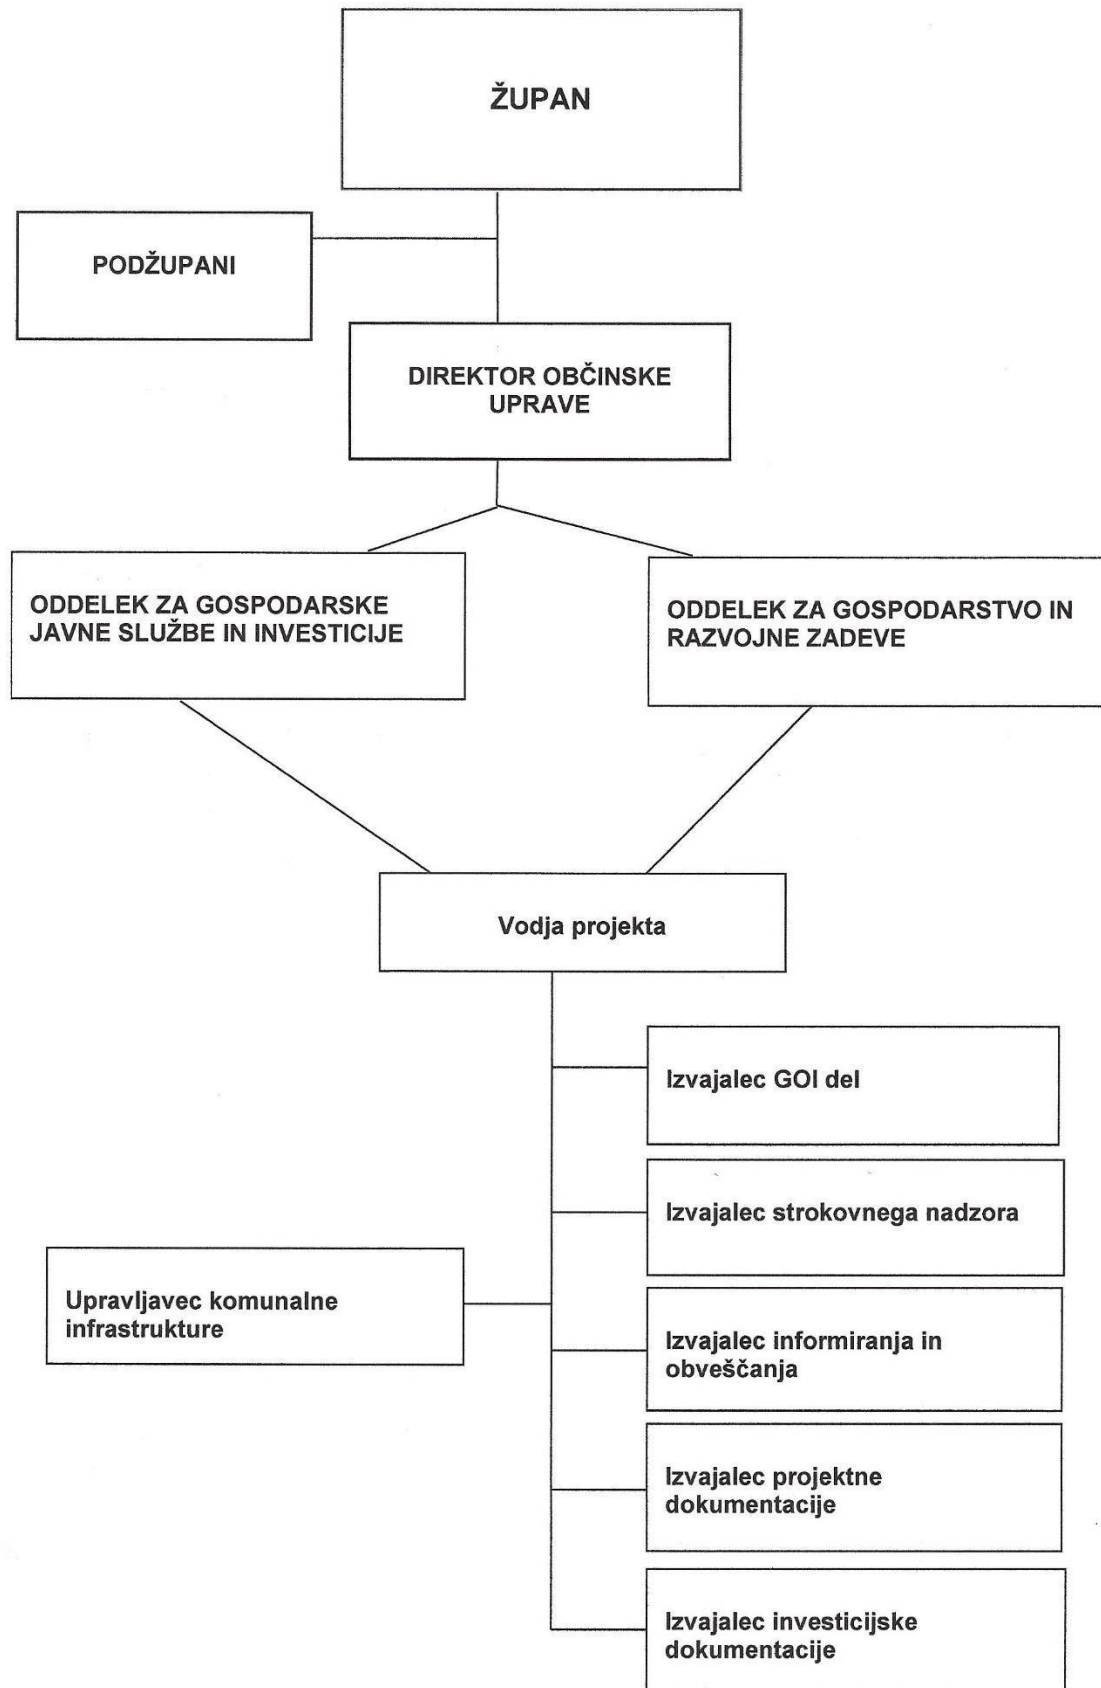 ŽUPAN
PODŽUPANI
DIREKTOR OBČINSKE
UPRAVE
ODDELEK ZA GOSPODARSKE
JAVNE SLUŽBE IN INVESTICIJE
ODDELEK ZA GOSPODARSTVO IN
RAZVOJNE ZADEVE
Vodja projekta
Izvajalec GOI del
Izvajalec strokovnega nadzora
Upravljavec komunalne
infrastrukture
Izvajalec informiranja in
obveščanja
Izvajalec projektne
dokumentacije
Izvajalec investicijske
dokumentacije